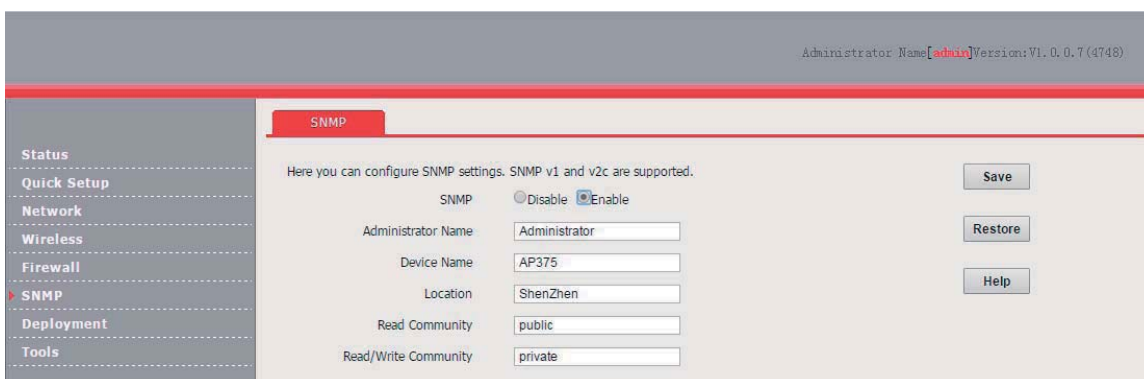 Administrator Name[admin]Version:V1.0.0.7(4748)
SNMP
Status
Quick Setup
Network
Wireless
Firewall
SNMP
Deployment
Tools
Here you can configure SNMP settings. SNMP v1 and v2c are supported.
SNMP Disable Enable
Administrator Name Administrator
Device Name AP375
Location ShenZhen
Read Community public
Read/Write Community private
Save
Restore
Help